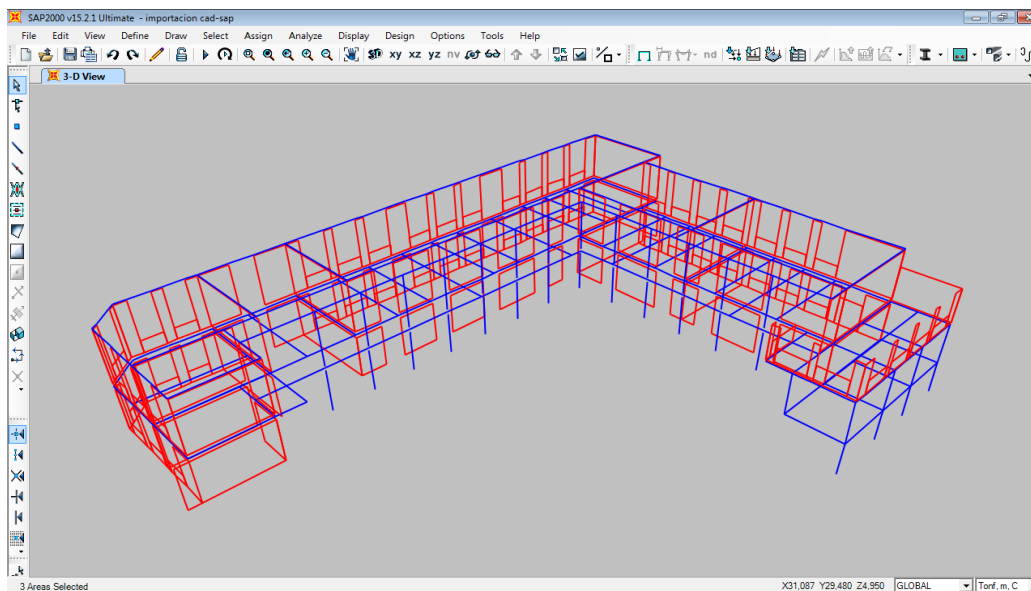 SAP2000 v15.2.1 Ultimate - importacion cad-sap
File Edit View Define Draw Select Assign Analyze Display Design Options Tools Help
3D xy xz yz nv nd
3-D View
3 Areas Selected X31,087 Y29,480 Z4,950 GLOBAL Tonf, m, C